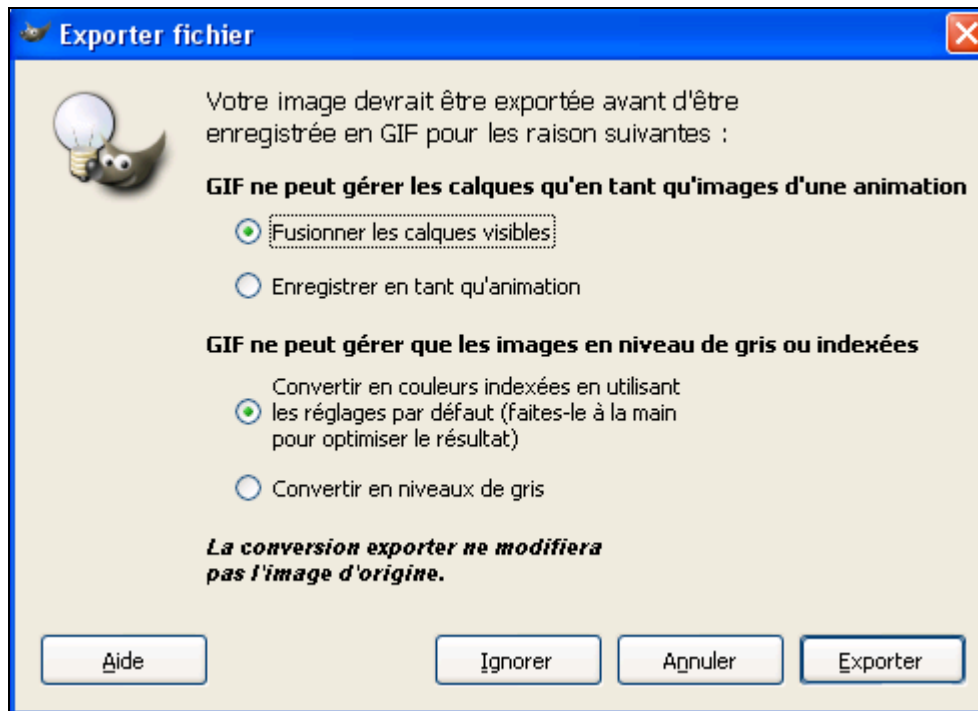 Exporter fichier
Votre image devrait être exportée avant d'être
enregistrée en GIF pour les raison suivantes :
GIF ne peut gérer les calques qu'en tant qu'images d'une animation
Fusionner les calques visibles
Enregistrer en tant qu'animation
GIF ne peut gérer que les images en niveau de gris ou indexées
Convertir en couleurs indexées en utilisant
les réglages par défaut (faites-le à la main
pour optimiser le résultat)
Convertir en niveaux de gris
La conversion exporter ne modifiera
pas l'image d'origine.
Aide Ignorer Annuler Exporter